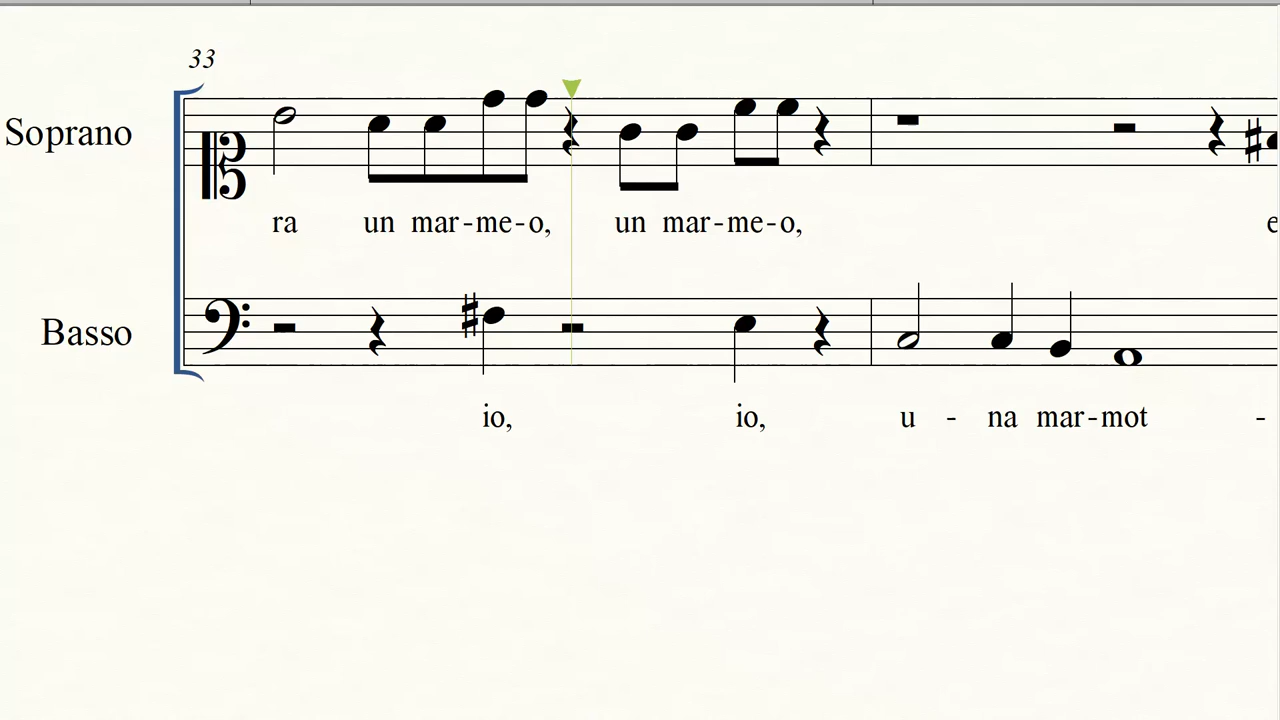 33
Soprano
ra un mar-me-o, un mar-me-o, e
Basso
io, io, u - na mar-mot -